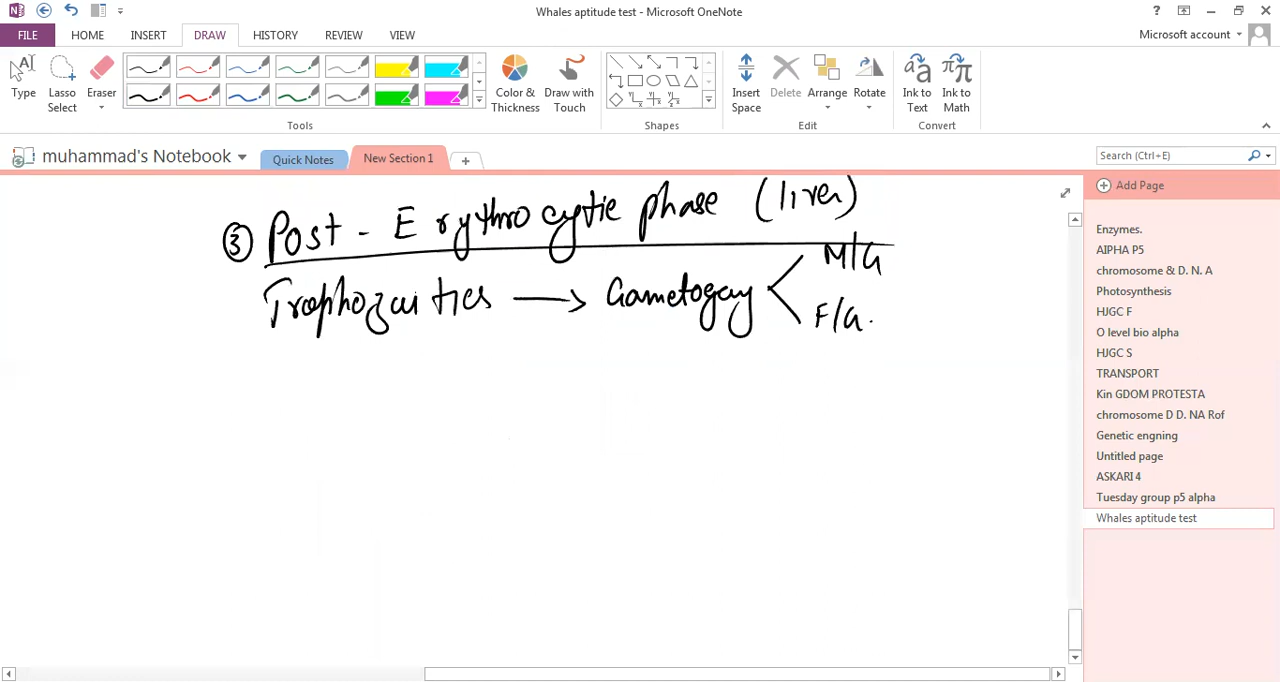 Whales aptitude test - Microsoft OneNote
FILE HOME INSERT DRAW HISTORY REVIEW VIEW
Microsoft account
Type Lasso Select Eraser
Color & Thickness Draw with Touch
Insert Space Delete Arrange Rotate
Ink to Text Ink to Math
Tools Shapes Edit Convert
muhammad's Notebook Quick Notes New Section 1
Search (Ctrl+E)
Add Page
③ Post - Erythrocytic phase (liver)
M/G
Trophozuities → Gametogay
F/G.
Enzymes.
AIPHA P5
chromosome & D. N. A
Photosynthesis
HJGC F
O level bio alpha
HJGC S
TRANSPORT
Kin GDOM PROTESTA
chromosome D D. NA Rof
Genetic engning
Untitled page
ASKARI 4
Tuesday group p5 alpha
Whales aptitude test